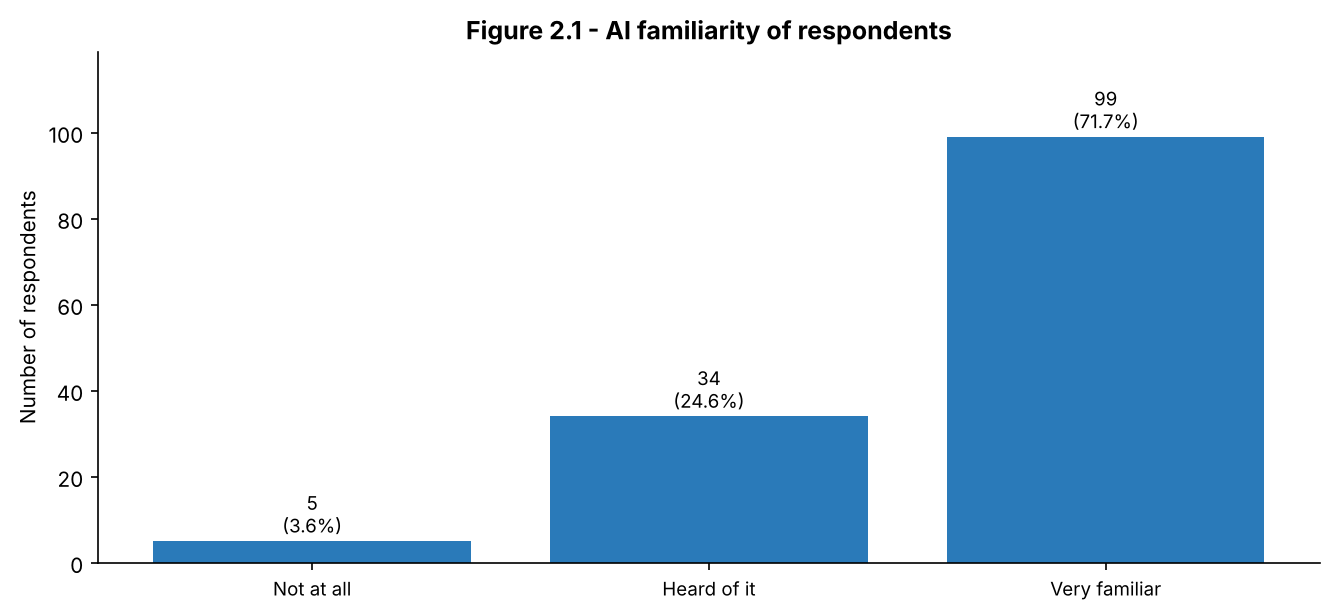 Figure 2.1 - AI familiarity of respondents
Number of respondents
100
80
60
40
20
0
5
(3.6%)
34
(24.6%)
99
(71.7%)
Not at all
Heard of it
Very familiar